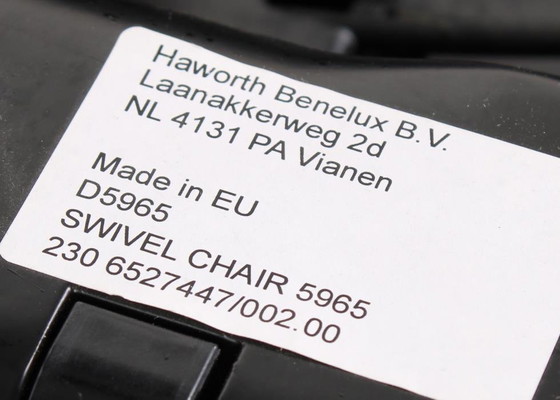 Haworth Benelux B.V.
Laanakkerweg 2d
NL 4131 PA Vianen
Made in EU
D5965
SWIVEL CHAIR 5965
230 6527447/002.00